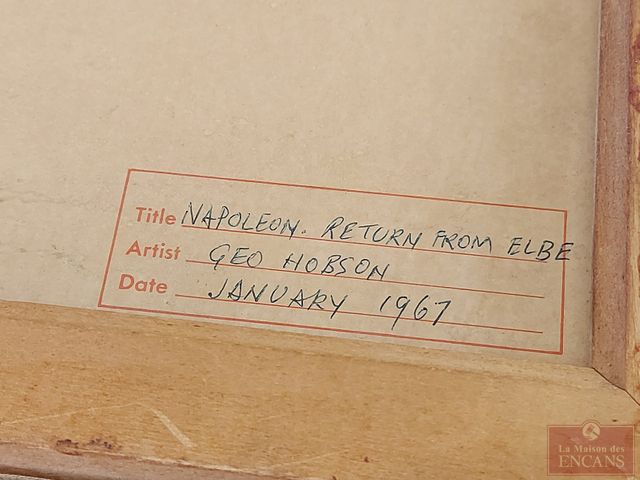 Title NAPOLEON. RETURN FROM ELBE
Artist GEO HOBSON
Date JANUARY 1967
La Maison des
ENCANS